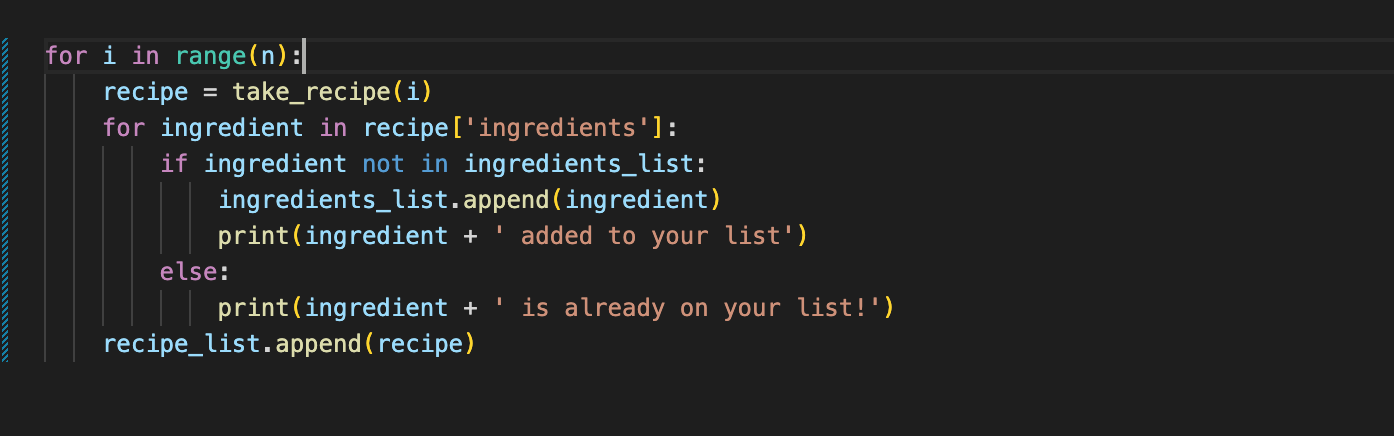 for i in range(n):
    recipe = take_recipe(i)
    for ingredient in recipe['ingredients']:
        if ingredient not in ingredients_list:
            ingredients_list.append(ingredient)
            print(ingredient + ' added to your list')
        else:
            print(ingredient + ' is already on your list!')
    recipe_list.append(recipe)